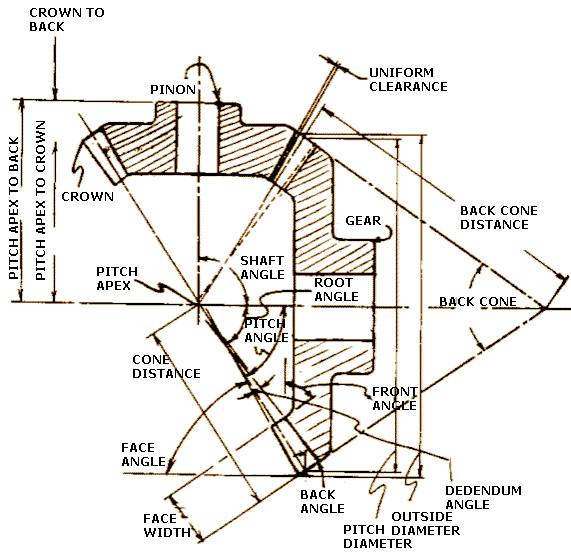 CROWN TO
BACK
PINON
UNIFORM
CLEARANCE
PITCH APEX TO BACK
PITCH APEX TO CROWN
CROWN
GEAR
BACK CONE
DISTANCE
PITCH
APEX
SHAFT
ANGLE
ROOT
ANGLE
PITCH
ANGLE
BACK CONE
CONE
DISTANCE
FRONT
ANGLE
FACE
ANGLE
BACK
ANGLE
DEDENDUM
ANGLE
FACE
WIDTH
PITCH
DIAMETER
OUTSIDE
DIAMETER